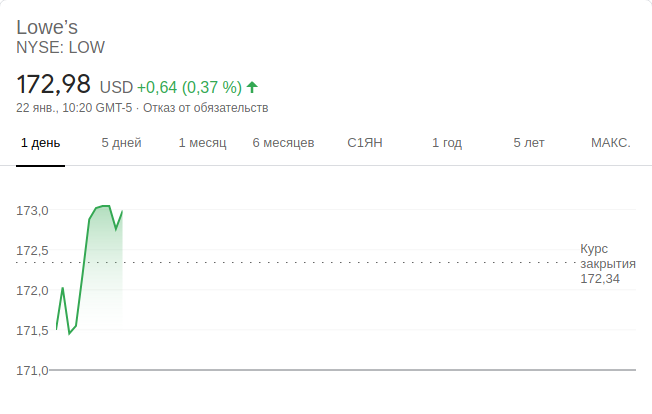 Lowe’s
NYSE: LOW
172,98 USD +0,64 (0,37 %)
22 янв., 10:20 GMT-5 · Отказ от обязательств
1 день 5 дней 1 месяц 6 месяцев С1ЯН 1 год 5 лет МАКС.
173,0
172,5
Курс
закрытия
172,34
172,0
171,5
171,0